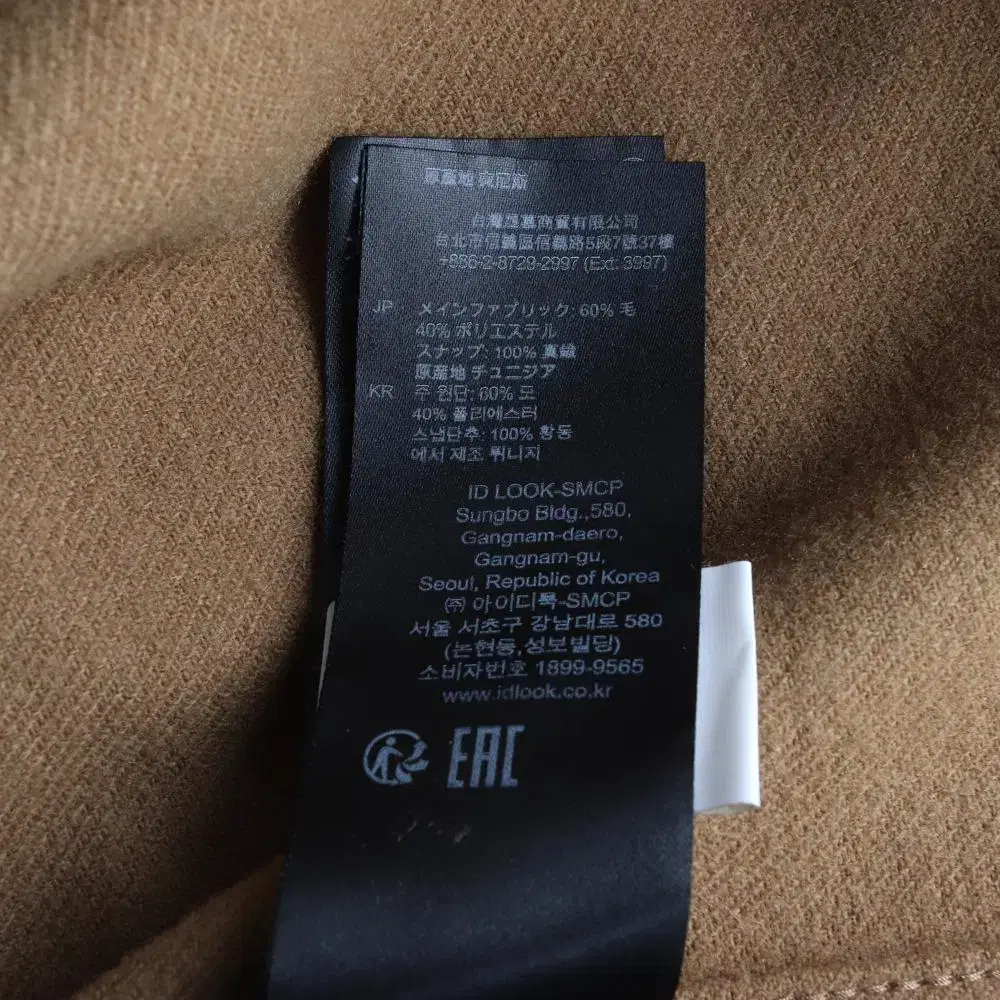 原產地 突尼斯
台灣思慕商貿有限公司
台北市信義區信義路5段7號37樓
+886-2-8729-2997 (Ext: 3997)
JP メインファブリック: 60% 毛
40% ポリエステル
スナップ: 100% 真鍮
原産地 チュニジア
KR 주 원단: 60% 모
40% 폴리에스터
스냅단추: 100% 황동
에서 제조 튀니지
ID LOOK-SMCP
Sungbo Bldg.,580,
Gangnam-daero,
Gangnam-gu,
Seoul, Republic of Korea
㈜ 아이디룩-SMCP
서울 서초구 강남대로 580
(논현동,성보빌딩)
소비자번호 1899-9565
www.idlook.co.kr
EAC